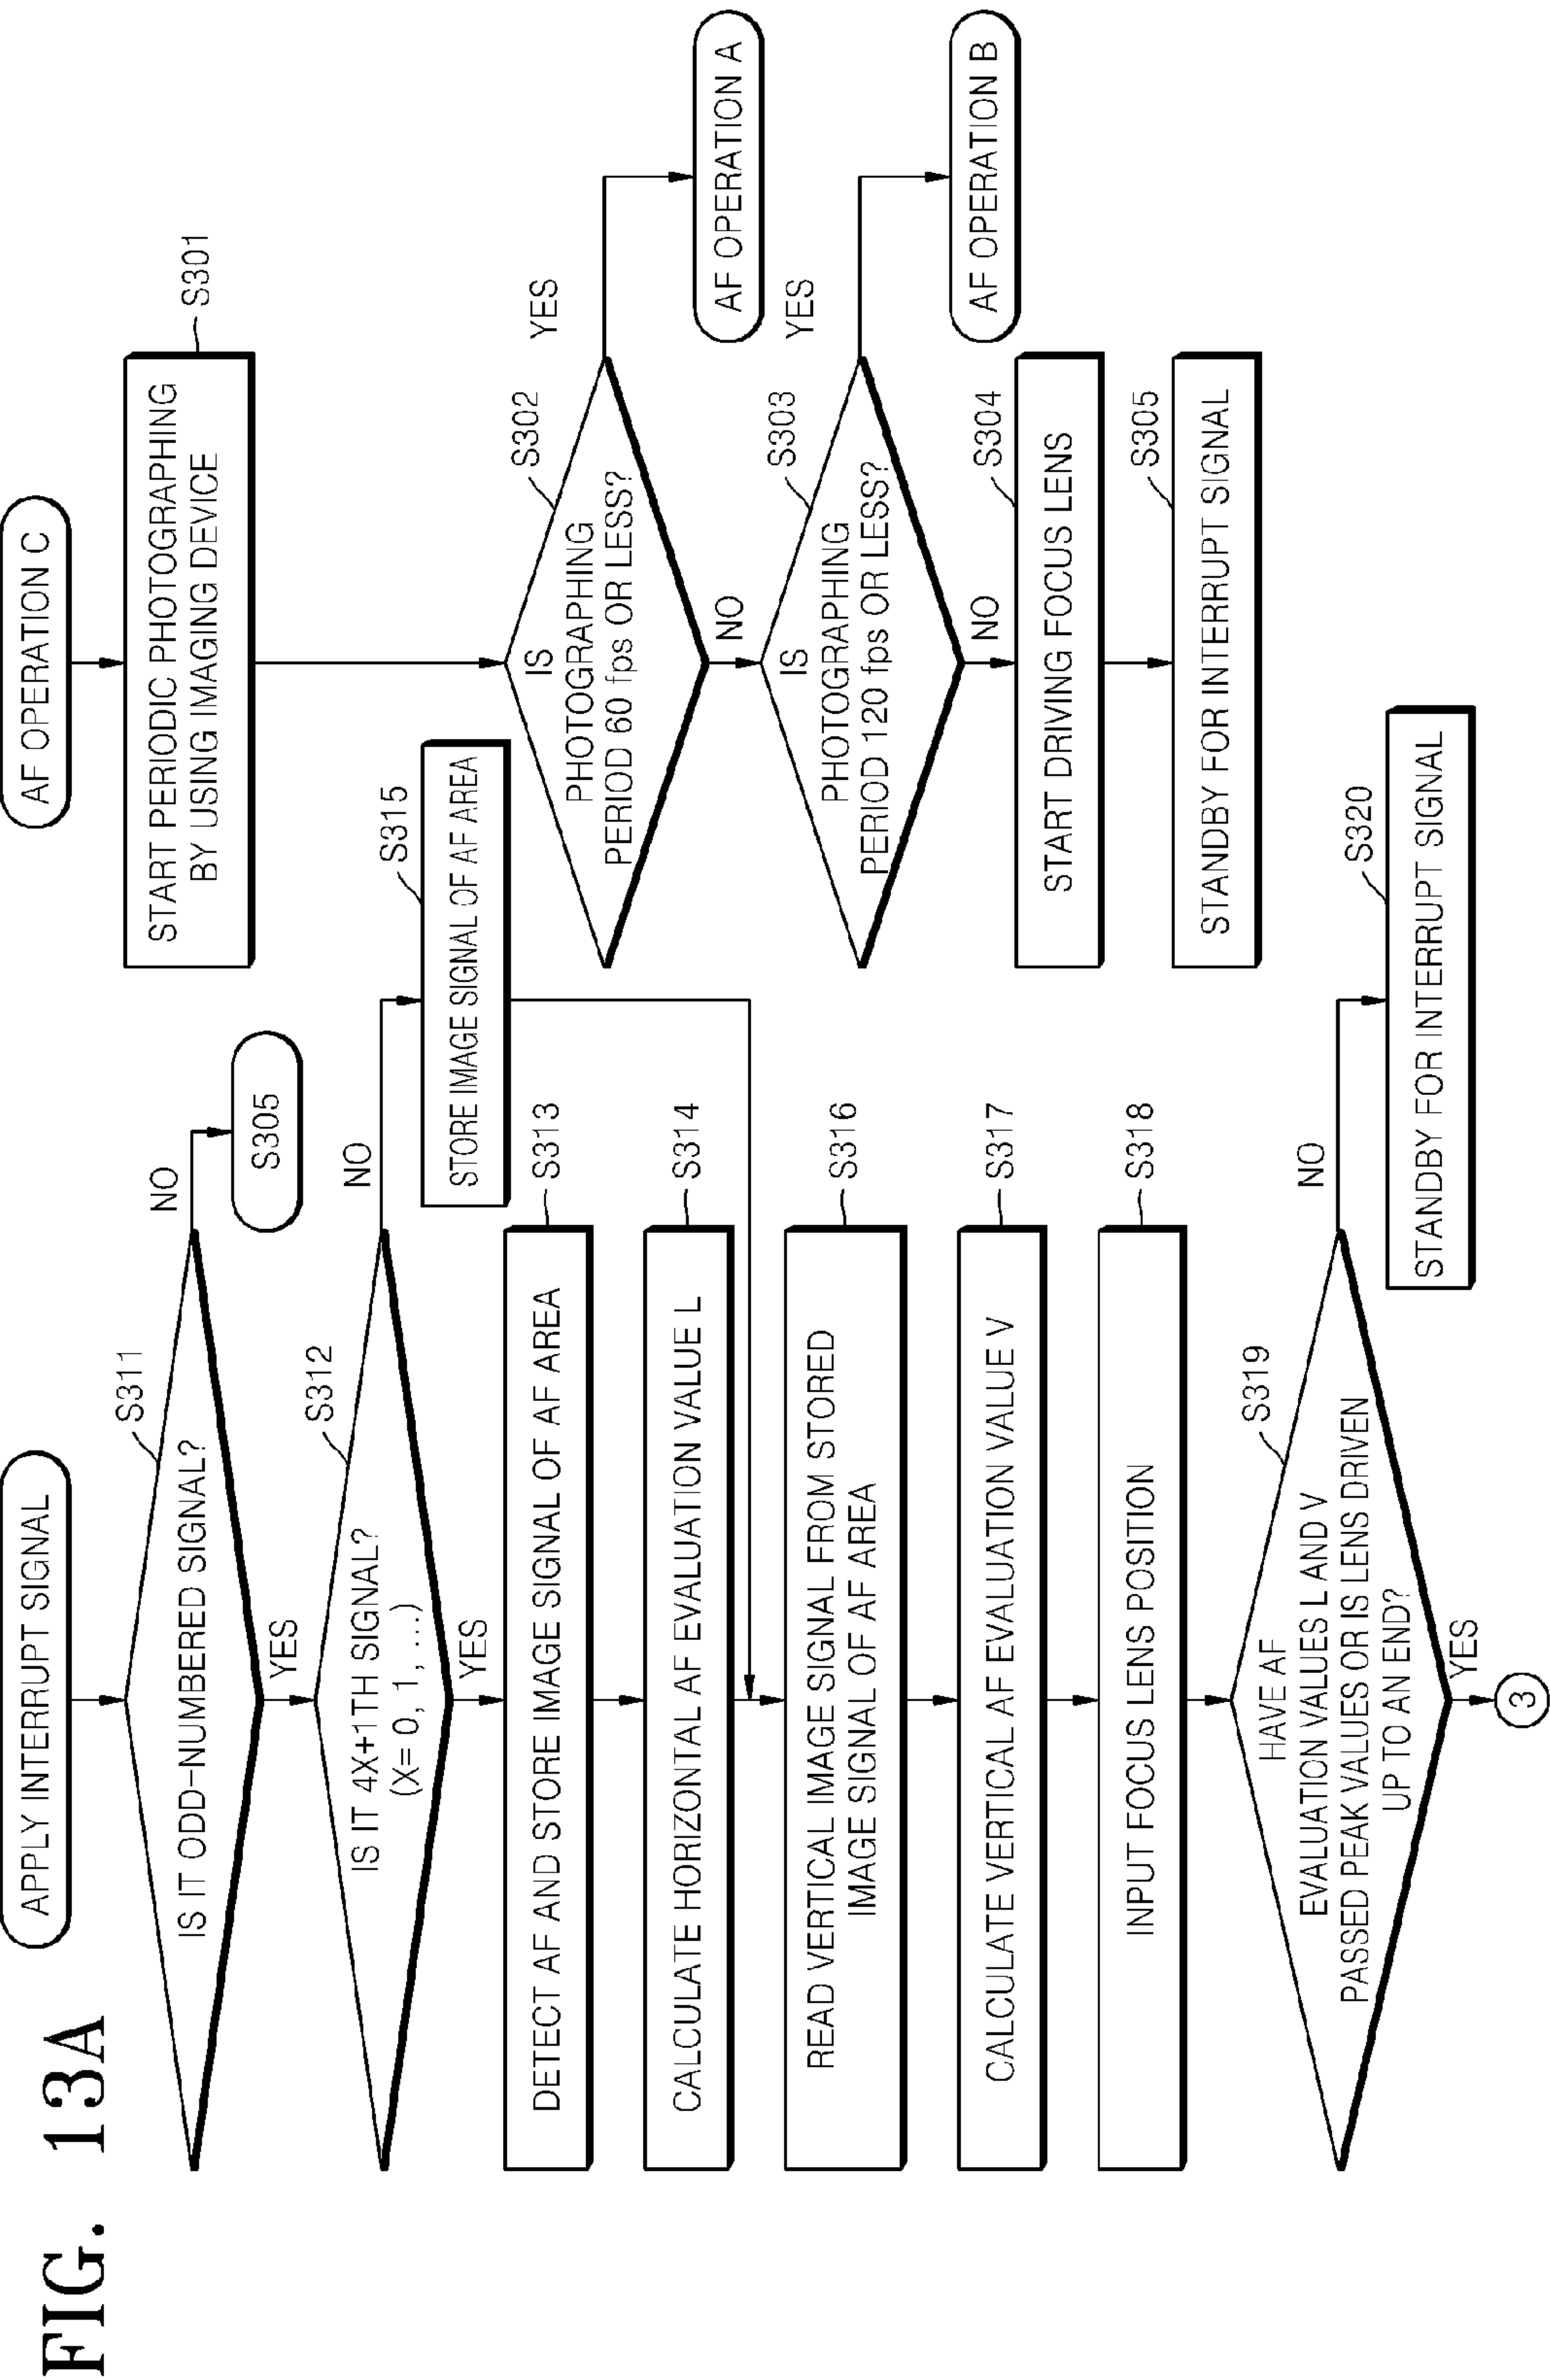 FIG. 13A
APPLY INTERRUPT SIGNAL
S311
IS IT ODD-NUMBERED SIGNAL?
NO
S305
YES
S312
IS IT 4X+1TH SIGNAL?
(X= 0, 1, ...)
NO
S315
STORE IMAGE SIGNAL OF AF AREA
YES
DETECT AF AND STORE IMAGE SIGNAL OF AF AREA
S313
CALCULATE HORIZONTAL AF EVALUATION VALUE L
S314
READ VERTICAL IMAGE SIGNAL FROM STORED
IMAGE SIGNAL OF AF AREA
S316
CALCULATE VERTICAL AF EVALUATION VALUE V
S317
INPUT FOCUS LENS POSITION
S318
S319
HAVE AF
EVALUATION VALUES L AND V
PASSED PEAK VALUES OR IS LENS DRIVEN
UP TO AN END?
NO
S320
STANDBY FOR INTERRUPT SIGNAL
YES
3
AF OPERATION C
START PERIODIC PHOTOGRAPHING
BY USING IMAGING DEVICE
S301
S302
IS
PHOTOGRAPHING
PERIOD 60 fps OR LESS?
YES
AF OPERATION A
NO
S303
IS
PHOTOGRAPHING
PERIOD 120 fps OR LESS?
YES
AF OPERATION B
NO
S304
START DRIVING FOCUS LENS
S305
STANDBY FOR INTERRUPT SIGNAL